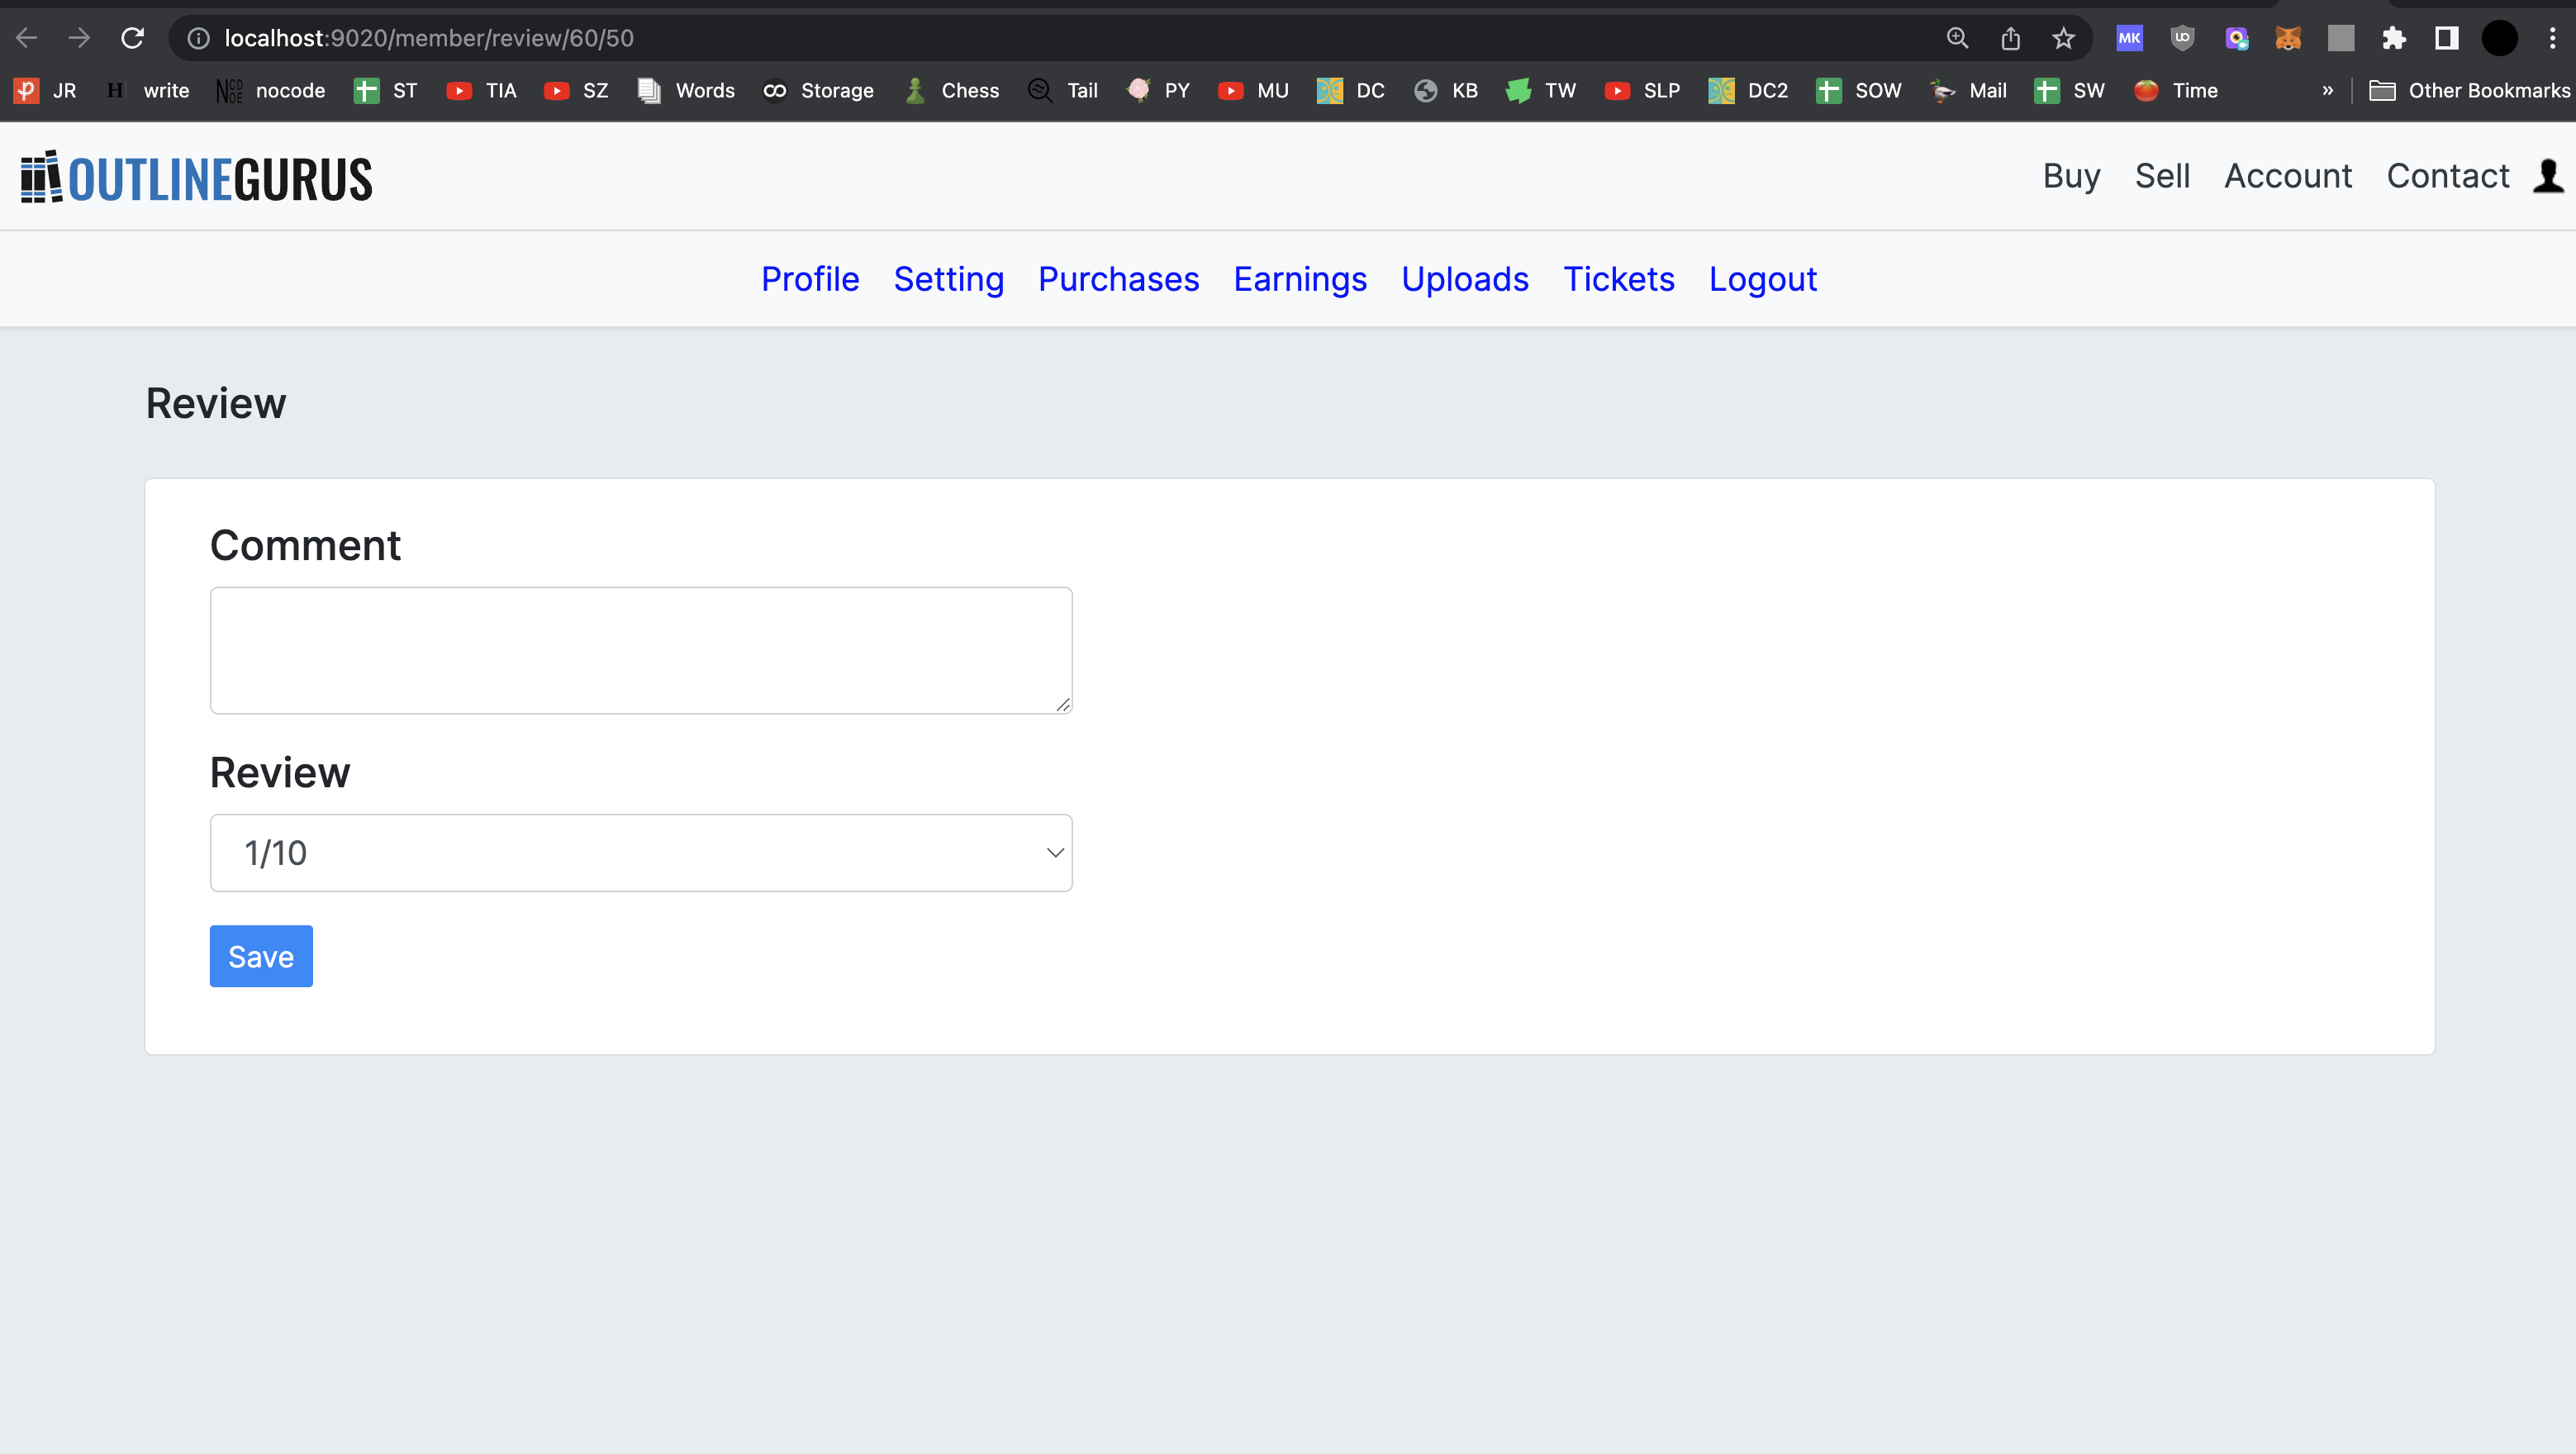 localhost:9020/member/review/60/50
MK
JR H write NCDNOE nocode ST TIA SZ Words Storage Chess Tail PY MU DC KB TW SLP DC2 SOW Mail SW Time » Other Bookmarks
OUTLINEGURUS
Buy Sell Account Contact
Profile Setting Purchases Earnings Uploads Tickets Logout
Review
Comment
Review
1/10
Save